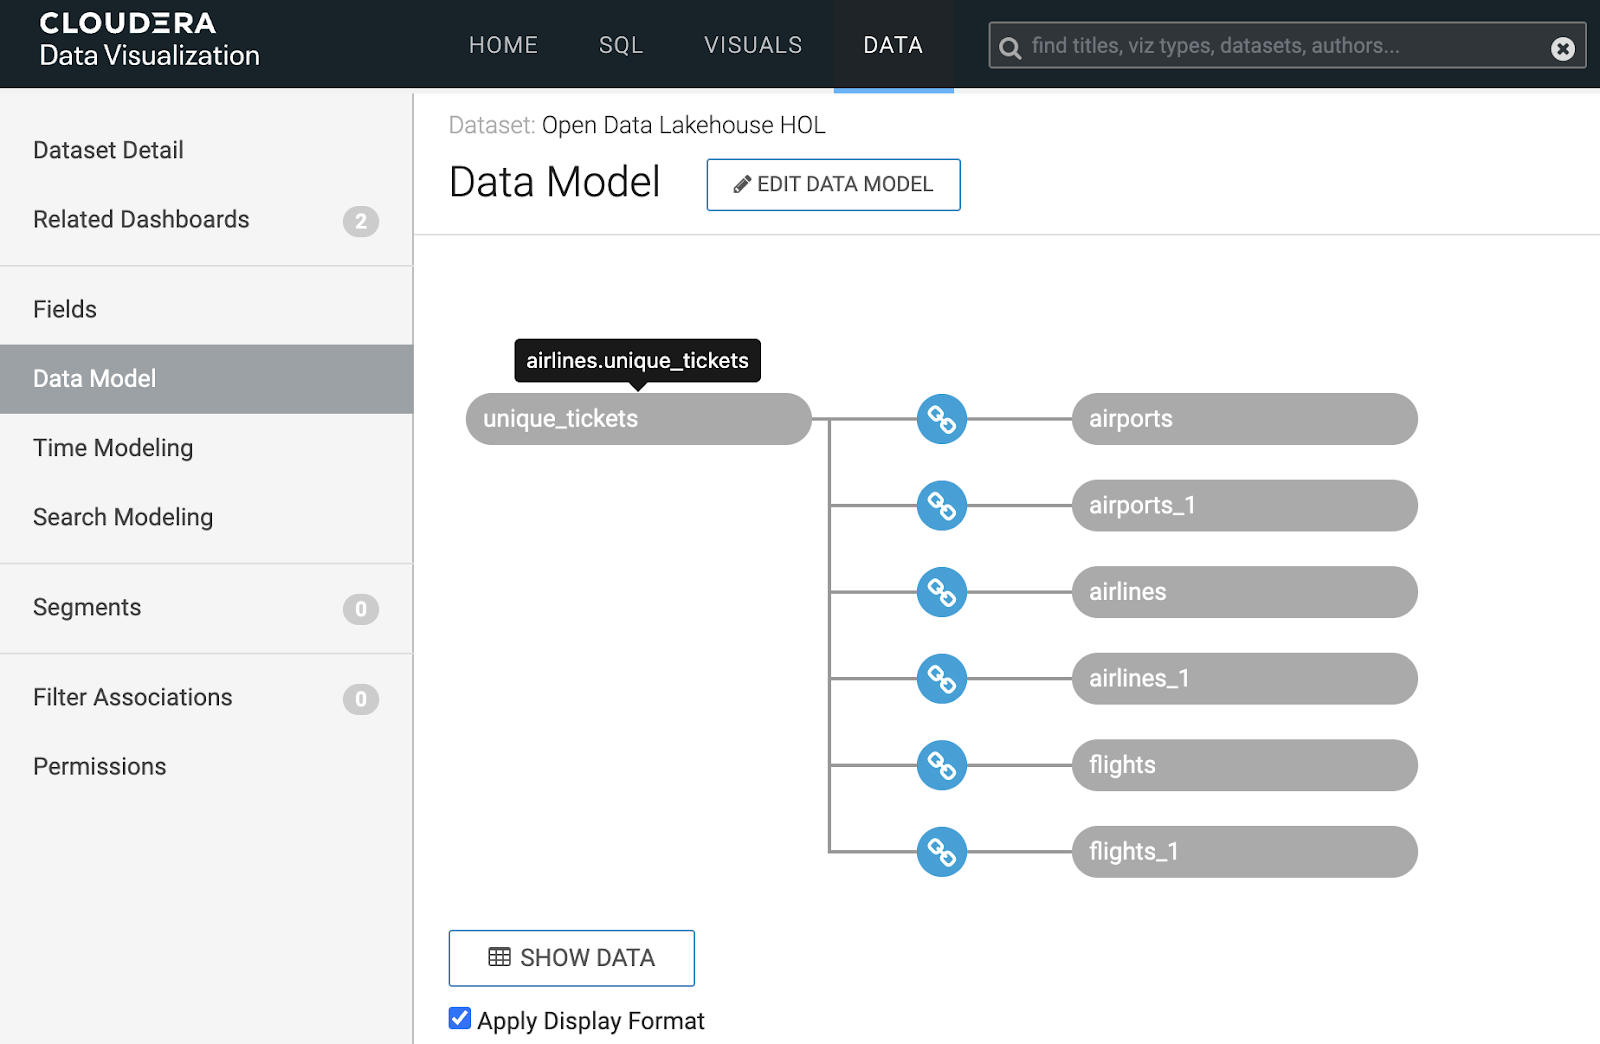 CLOUDERA
Data Visualization
HOME SQL VISUALS DATA
find titles, viz types, datasets, authors...
Dataset Detail
Related Dashboards 2
Fields
Data Model
Time Modeling
Search Modeling
Segments 0
Filter Associations 0
Permissions
Dataset: Open Data Lakehouse HOL
Data Model
EDIT DATA MODEL
airlines.unique_tickets
unique_tickets
airports
airports_1
airlines
airlines_1
flights
flights_1
SHOW DATA
Apply Display Format